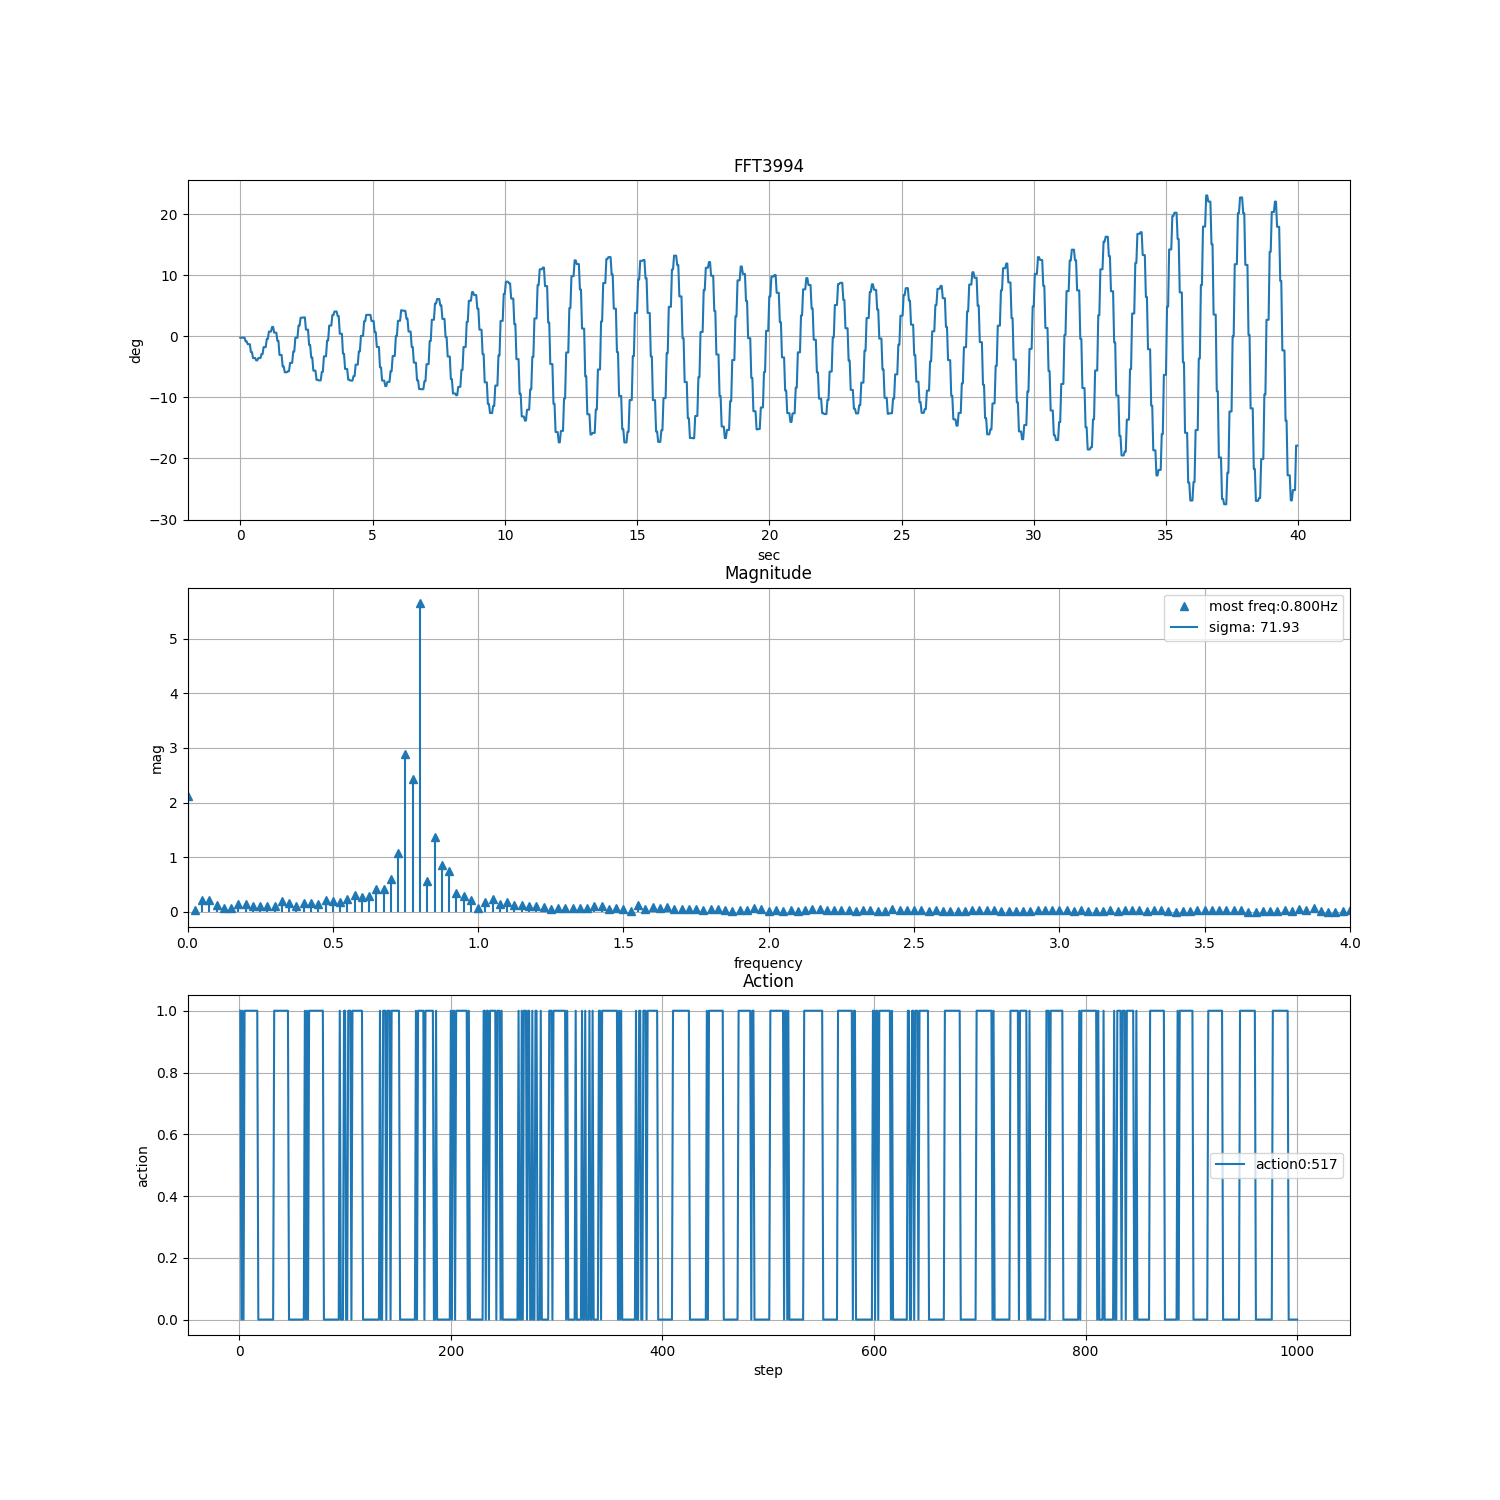 FFT3994
20
10
0
−10
−20
−30
deg
0 5 10 15 20 25 30 35 40
sec
Magnitude
most freq:0.800Hz
sigma: 71.93
5
4
3
2
1
0
mag
0.0 0.5 1.0 1.5 2.0 2.5 3.0 3.5 4.0
frequency
Action
1.0
0.8
0.6
0.4
0.2
0.0
action
action0:517
0 200 400 600 800 1000
step